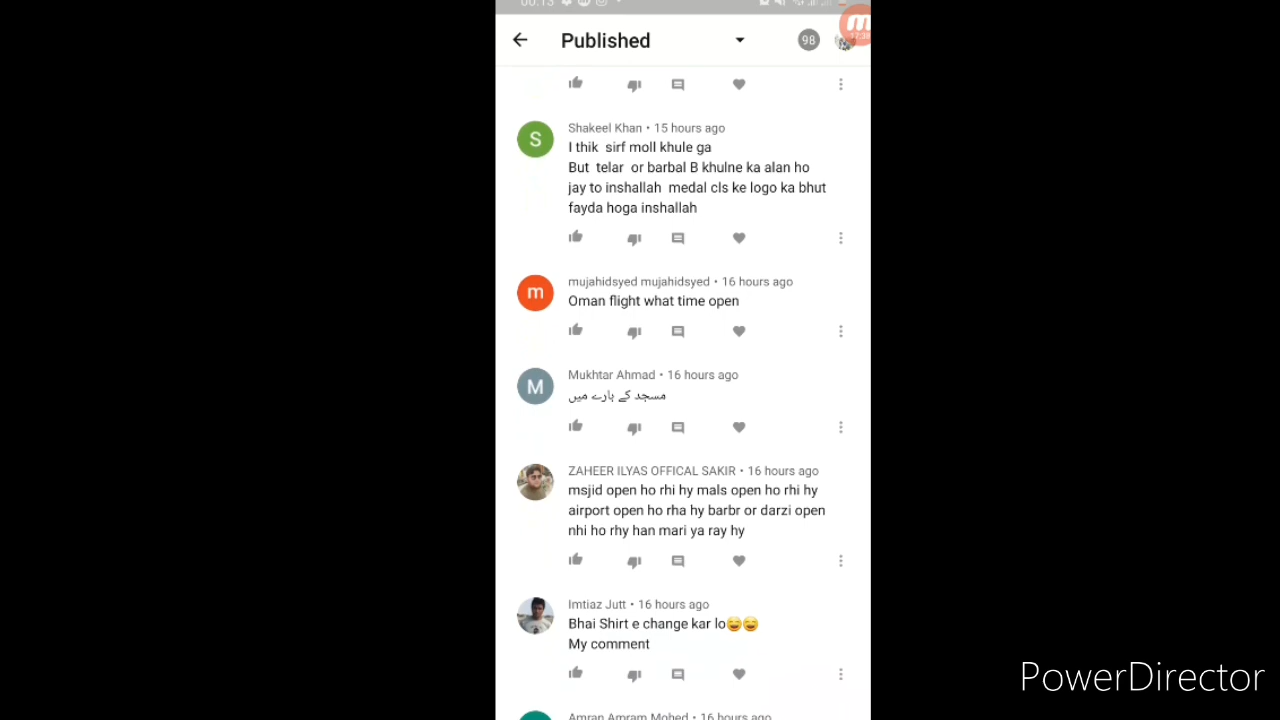 00:13
17:39
Published
98
S
Shakeel Khan • 15 hours ago
I thik sirf moll khule ga
But telar or barbal B khulne ka alan ho
jay to inshallah medal cls ke logo ka bhut
fayda hoga inshallah
m
mujahidsyed mujahidsyed • 16 hours ago
Oman flight what time open
M
Mukhtar Ahmad • 16 hours ago
مسجد کے بارے میں
ZAHEER ILYAS OFFICAL SAKIR • 16 hours ago
msjid open ho rhi hy mals open ho rhi hy
airport open ho rha hy barbr or darzi open
nhi ho rhy han mari ya ray hy
Imtiaz Jutt • 16 hours ago
Bhai Shirt e change kar lo😅😅
My comment
Amran Amram Mohed • 16 hours ago
PowerDirector